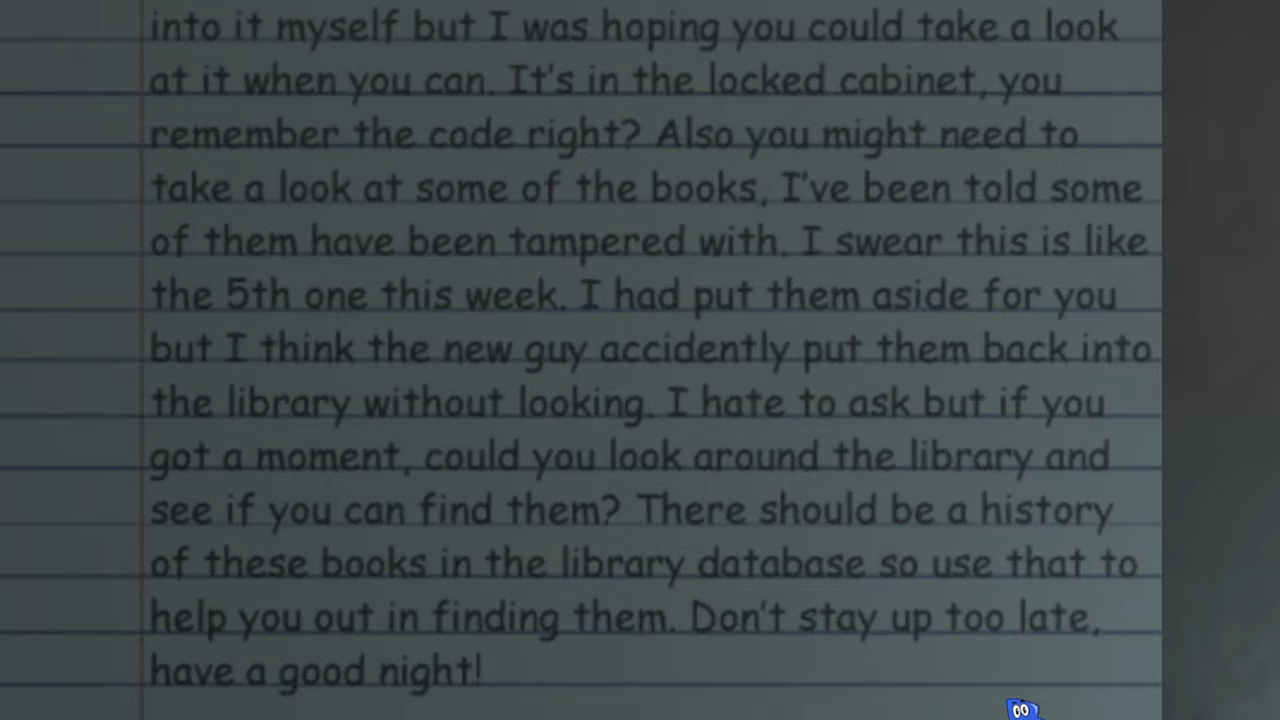 into it myself but I was hoping you could take a look
at it when you can. It's in the locked cabinet, you
remember the code right? Also you might need to
take a look at some of the books, I've been told some
of them have been tampered with. I swear this is like
the 5th one this week. I had put them aside for you
but I think the new guy accidently put them back into
the library without looking. I hate to ask but if you
got a moment, could you look around the library and
see if you can find them? There should be a history
of these books in the library database so use that to
help you out in finding them. Don't stay up too late,
have a good night!